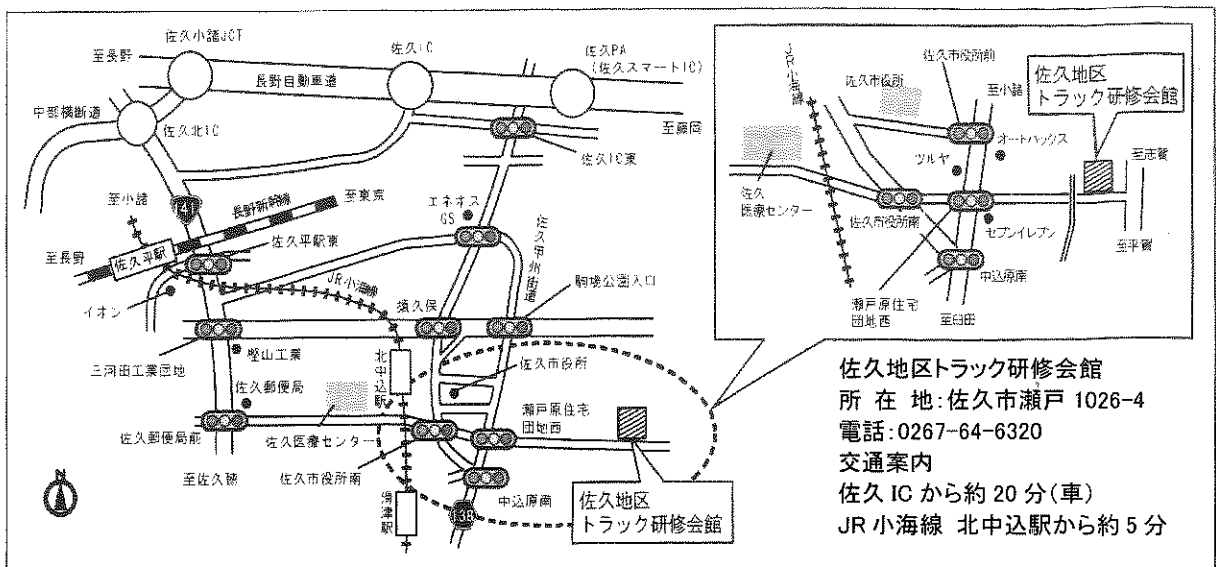 佐久小諸JCT
至長野
長野自動車道
佐久IC
佐久PA
(佐久スマートIC)
中部横断道
佐久北IC
至藤岡
佐久IC東
至小諸
141
長野新幹線
至東京
エネオス
GS
佐久甲州街道
佐久平駅東
至長野
佐久平駅
JR小海線
駒場公園入口
イオン
猿久保
三河田工業団地
樫山工業
北中込駅
佐久市役所
佐久郵便局
瀬戸原住宅
団地西
佐久郵便局前
佐久医療センター
至佐久穂
佐久市役所南
滑津駅
中込原南
138
佐久地区
トラック研修会館
N
JR小海線
佐久市役所前
佐久市役所
至小諸
佐久地区
トラック研修会館
オートバックス
ツルヤ
至志賀
佐久
医療センター
佐久市役所南
セブンイレブン
至平賀
中込原南
瀬戸原住宅
団地西
至臼田
佐久地区トラック研修会館
所 在 地:佐久市瀬戸 1026-4
電話:0267-64-6320
交通案内
佐久 IC から約 20 分(車)
JR 小海線 北中込駅から約 5 分